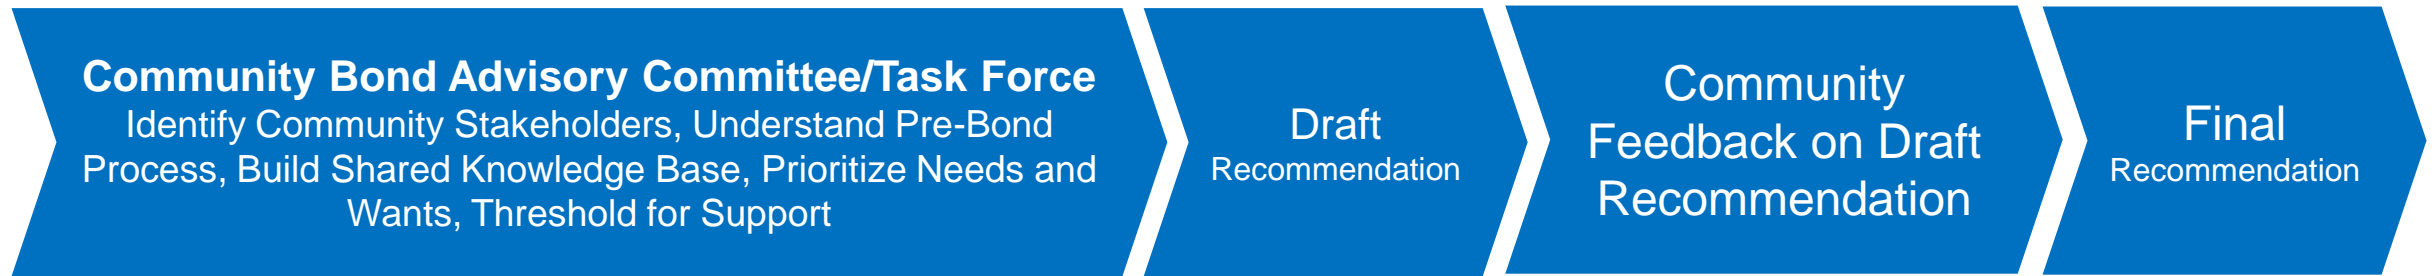 Community Bond Advisory Committee/Task Force
Identify Community Stakeholders, Understand Pre-Bond
Process, Build Shared Knowledge Base, Prioritize Needs and
Wants, Threshold for Support
Draft
Recommendation
Community
Feedback on Draft
Recommendation
Final
Recommendation